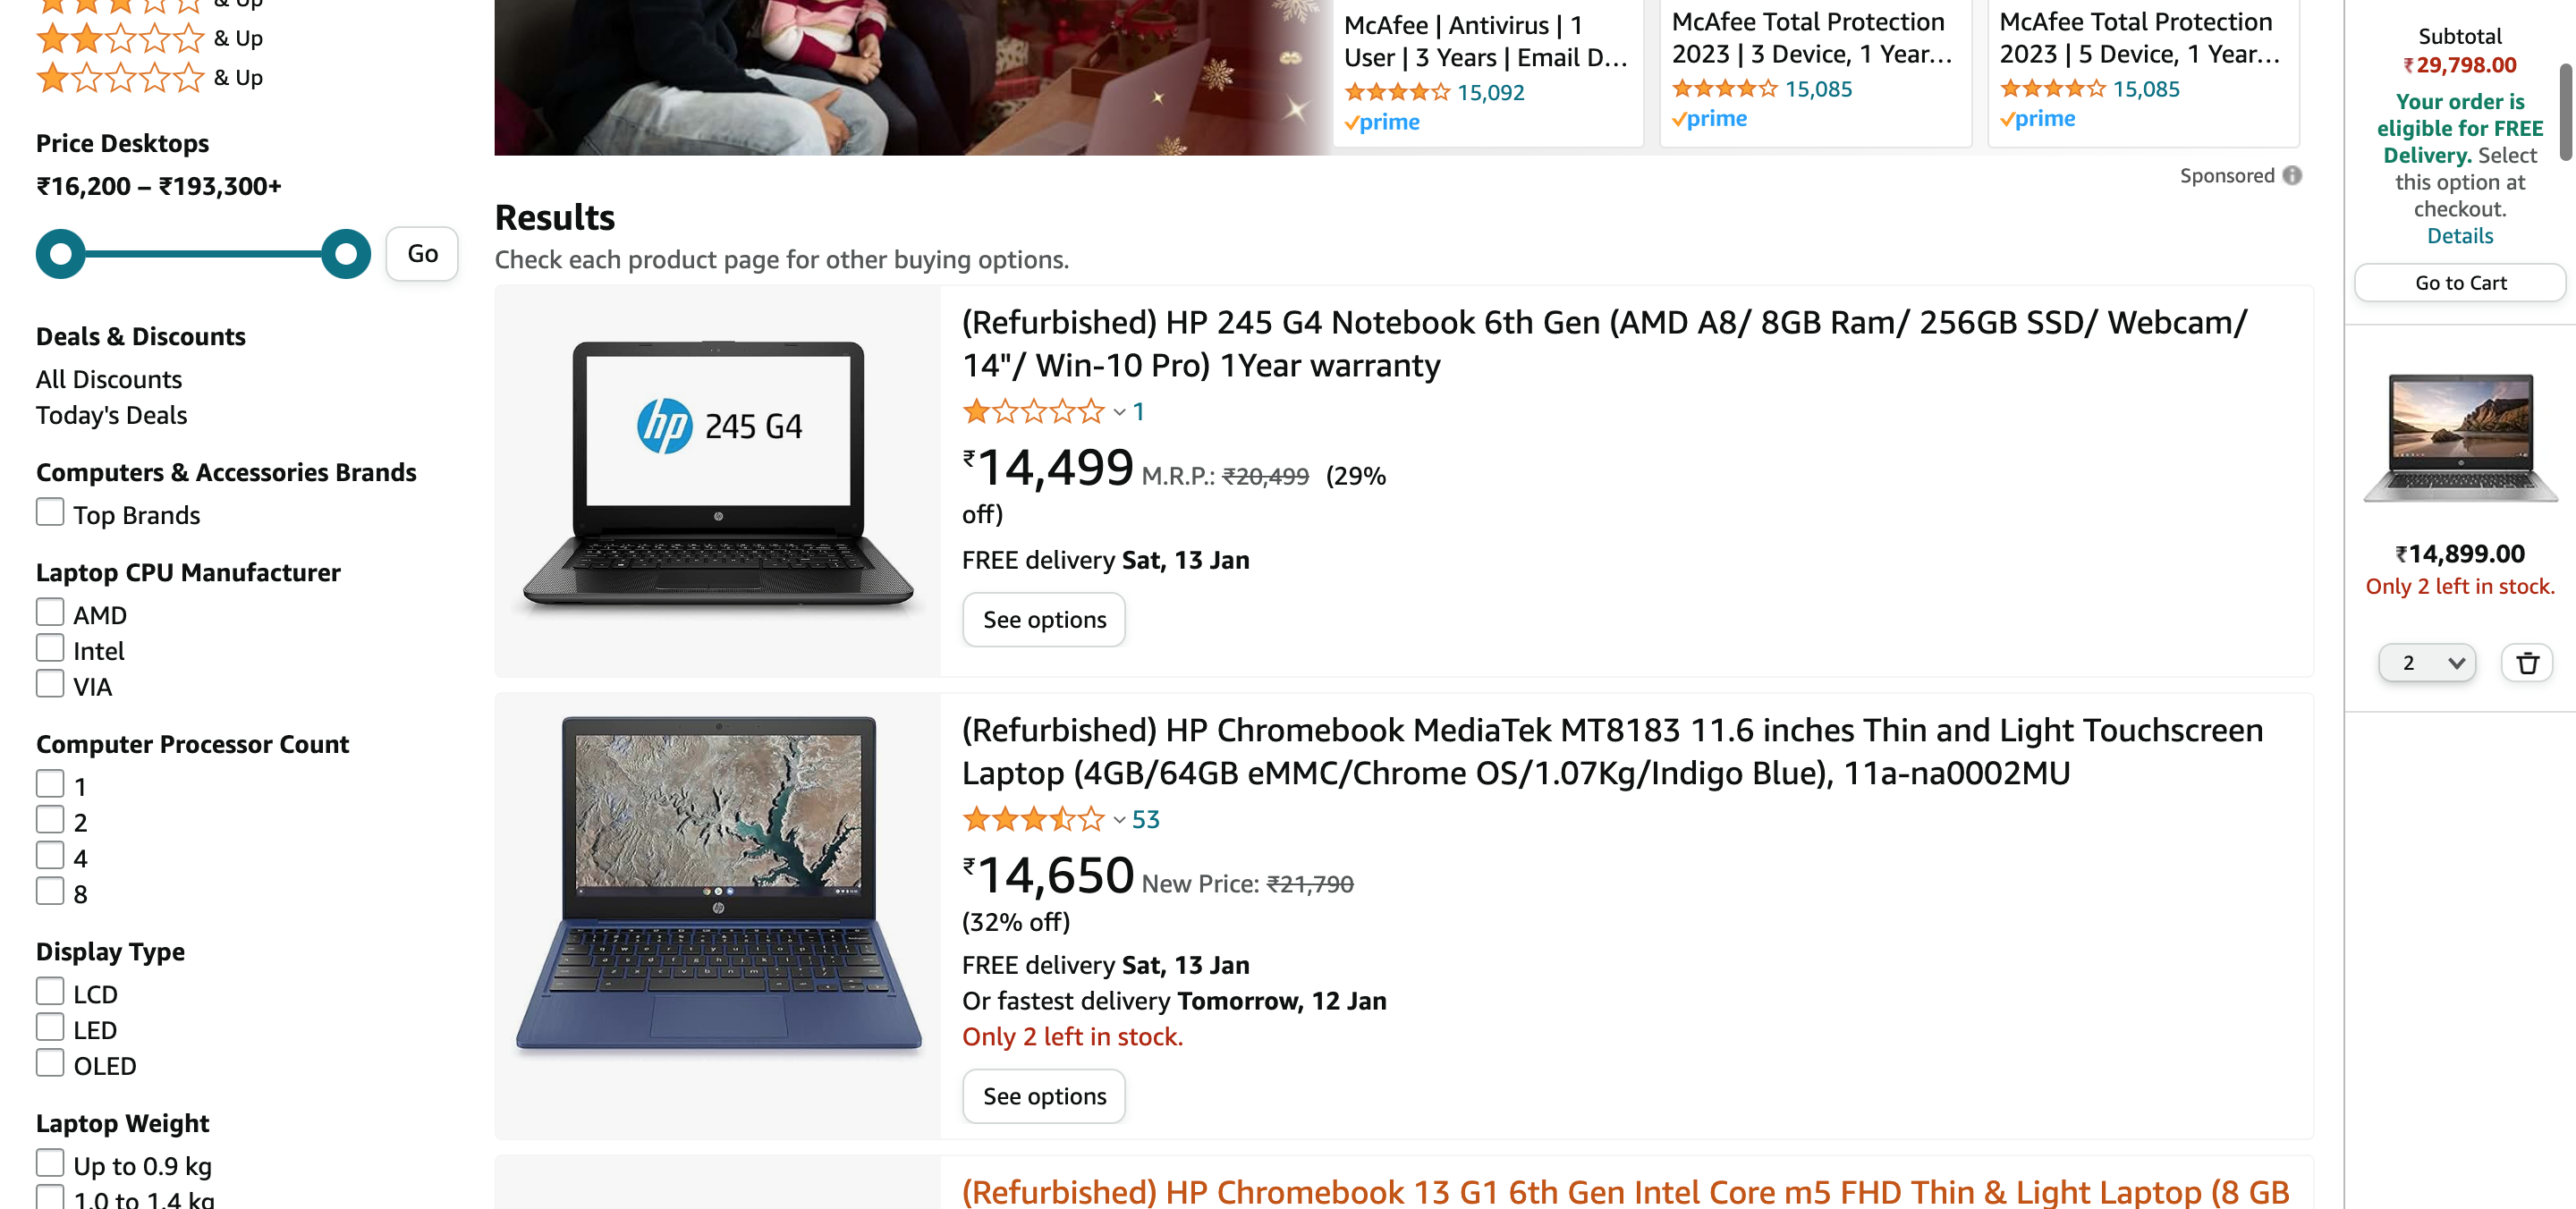 & Up
& Up
& Up
Price Desktops
₹16,200 – ₹193,300+
Go
Deals & Discounts
All Discounts
Today's Deals
Computers & Accessories Brands
Top Brands
Laptop CPU Manufacturer
AMD
Intel
VIA
Computer Processor Count
1
2
4
8
Display Type
LCD
LED
OLED
Laptop Weight
Up to 0.9 kg
1.0 to 1.4 kg
McAfee | Antivirus | 1
User | 3 Years | Email D...
15,092
prime
McAfee Total Protection
2023 | 3 Device, 1 Year...
15,085
prime
McAfee Total Protection
2023 | 5 Device, 1 Year...
15,085
prime
Sponsored
Results
Check each product page for other buying options.
hp 245 G4
(Refurbished) HP 245 G4 Notebook 6th Gen (AMD A8/ 8GB Ram/ 256GB SSD/ Webcam/
14"/ Win-10 Pro) 1Year warranty
1
₹14,499 M.R.P.: ₹20,499 (29%
off)
FREE delivery Sat, 13 Jan
See options
(Refurbished) HP Chromebook MediaTek MT8183 11.6 inches Thin and Light Touchscreen
Laptop (4GB/64GB eMMC/Chrome OS/1.07Kg/Indigo Blue), 11a-na0002MU
53
₹14,650 New Price: ₹21,790
(32% off)
FREE delivery Sat, 13 Jan
Or fastest delivery Tomorrow, 12 Jan
Only 2 left in stock.
See options
(Refurbished) HP Chromebook 13 G1 6th Gen Intel Core m5 FHD Thin & Light Laptop (8 GB
Subtotal
₹29,798.00
Your order is
eligible for FREE
Delivery. Select
this option at
checkout.
Details
Go to Cart
₹14,899.00
Only 2 left in stock.
2